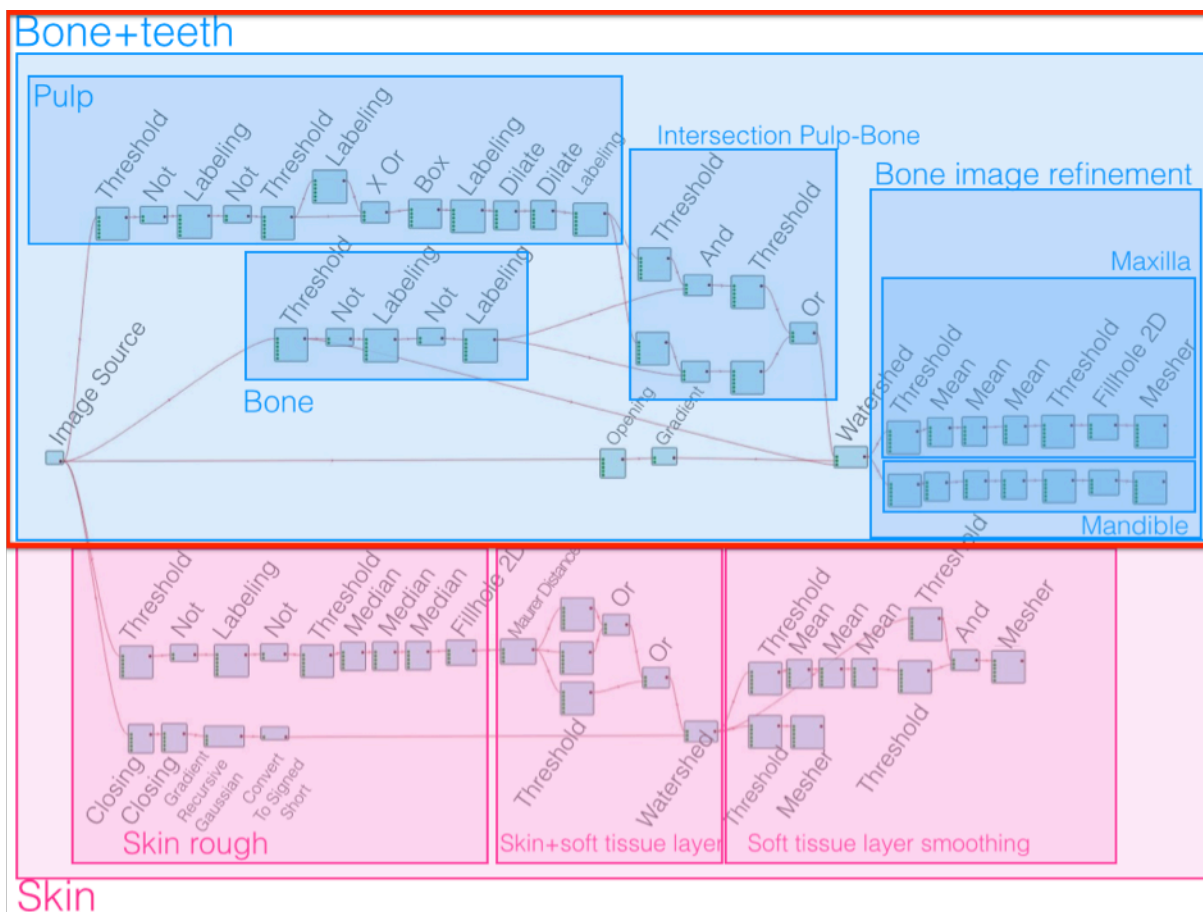 Bone+teeth
Pulp
Threshold
Not
Labeling
Not
Threshold
Labeling
X Or
Box
Labeling
Dilate
Dilate
Labeling
Intersection Pulp-Bone
Threshold
And
Threshold
Or
Bone image refinement
Maxilla
Threshold
Not
Labeling
Not
Labeling
Bone
Image Source
Opening
Gradient
Watershed
Threshold
Mean
Mean
Mean
Threshold
Fillhole 2D
Mesher
Mandible
Threshold
Not
Labeling
Not
Threshold
Median
Median
Median
Fillhole 2D
Maurer Distance
Or
Or
Threshold
Mean
Mean
Mean
Threshold
And
Mesher
Closing
Closing
Gradient
Recursive
Gaussian
Convert
To Signed
Short
Threshold
Watershed
Threshold
Mesher
Threshold
Skin rough
Skin+soft tissue layer
Soft tissue layer smoothing
Skin